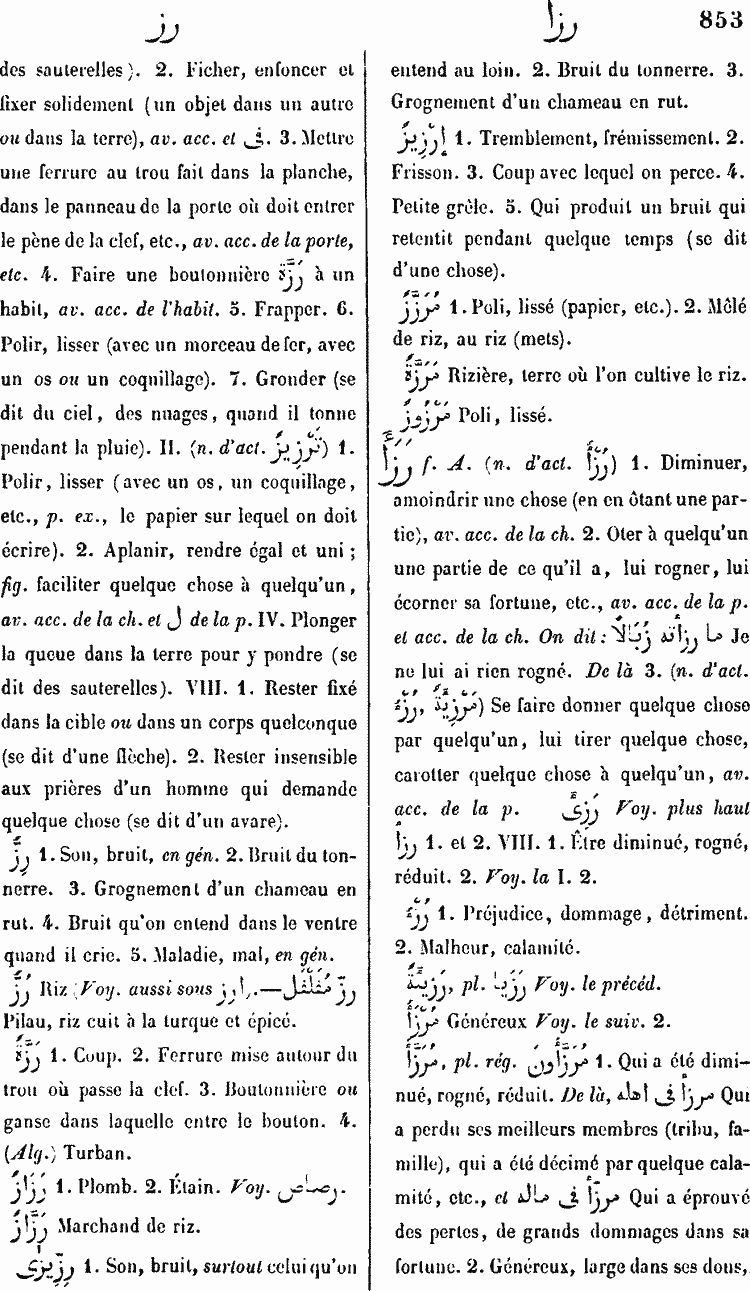 رز
رزأ
853
des sauterelles). 2. Ficher, enfoncer et
fixer solidement (un objet dans un autre
ou dans la terre), av. acc. et فى. 3. Mettre
une ferrure au trou fait dans la planche,
dans le panneau de la porte où doit entrer
le pène de la clef, etc., av. acc. de la porte,
etc. 4. Faire une boutonnière رَزَّة à un
habit, av. acc. de l'habit. 5. Frapper. 6.
Polir, lisser (avec un morceau de fer, avec
un os ou un coquillage). 7. Gronder (se
dit du ciel, des nuages, quand il tonne
pendant la pluie). II. (n. d'act. تَرْزِيزٌ) 1.
Polir, lisser (avec un os, un coquillage,
etc., p. ex., le papier sur lequel on doit
écrire). 2. Aplanir, rendre égal et uni;
fig. faciliter quelque chose à quelqu'un,
av. acc. de la ch. et ل de la p. IV. Plonger
la queue dans la terre pour y pondre (se
dit des sauterelles). VIII. 1. Rester fixé
dans la cible ou dans un corps quelconque
(se dit d'une flèche). 2. Rester insensible
aux prières d'un homme qui demande
quelque chose (se dit d'un avare).
رِزٌّ 1. Son, bruit, en gén. 2. Bruit du ton-
nerre. 3. Grognement d'un chameau en
rut. 4. Bruit qu'on entend dans le ventre
quand il crie. 5. Maladie, mal, en gén.
رُزٌّ Riz (Voy. aussi sous ارز).—رزّ مُفَلْفَل
Pilau, riz cuit à la turque et épicé.
رَزَّةٌ 1. Coup. 2. Ferrure mise autour du
trou où passe la clef. 3. Boutonnière ou
ganse dans laquelle entre le bouton. 4.
(Alg.) Turban.
رَزَازٌ 1. Plomb. 2. Étain. Voy. رصاص.
رَزَّازٌ Marchand de riz.
رِزِّيزَى 1. Son, bruit, surtout celui qu'on
entend au loin. 2. Bruit du tonnerre. 3.
Grognement d'un chameau en rut.
إِرْزِيزٌ 1. Tremblement, frémissement. 2.
Frisson. 3. Coup avec lequel on perce. 4.
Petite grêle. 5. Qui produit un bruit qui
retentit pendant quelque temps (se dit
d'une chose).
مُرَزَّزٌ 1. Poli, lissé (papier, etc.). 2. Mêlé
de riz, au riz (mets).
مَرَزَّةٌ Rizière, terre où l'on cultive le riz.
مَرْزُوزٌ Poli, lissé.
رَزَأَ f. A. (n. d'act. رُزْأٌ) 1. Diminuer,
amoindrir une chose (en en ôtant une par-
tie), av. acc. de la ch. 2. Oter à quelqu'un
une partie de ce qu'il a, lui rogner, lui
écorner sa fortune, etc., av. acc. de la p.
et acc. de la ch. On dit: ما رزأته زُبَالًا Je
ne lui ai rien rogné. De là 3. (n. d'act.
رُزْءٌ, مَرْزِئَةٌ) Se faire donner quelque chose
par quelqu'un, lui tirer quelque chose,
carotter quelque chose à quelqu'un, av.
acc. de la p. رَزِئَ Voy. plus haut
رزأ 1. et 2. VIII. 1. Être diminué, rogné,
réduit. 2. Voy. la I. 2.
رُزْءٌ 1. Préjudice, dommage, détriment.
2. Malheur, calamité.
رَزِيئَةٌ, pl. رَزَايَا Voy. le précéd.
مُرَزَّأٌ Généreux Voy. le suiv. 2.
مُرَزَّأٌ, pl. rég. مُرَزَّأُونَ 1. Qui a été dimi-
nué, rogné, réduit. De là, مرزأ فى اهله Qui
a perdu ses meilleurs membres (tribu, fa-
mille), qui a été décimé par quelque cala-
mité, etc., et مرزّأ فى ماله Qui a éprouvé
des pertes, de grands dommages dans sa
fortune. 2. Généreux, large dans ses dons,